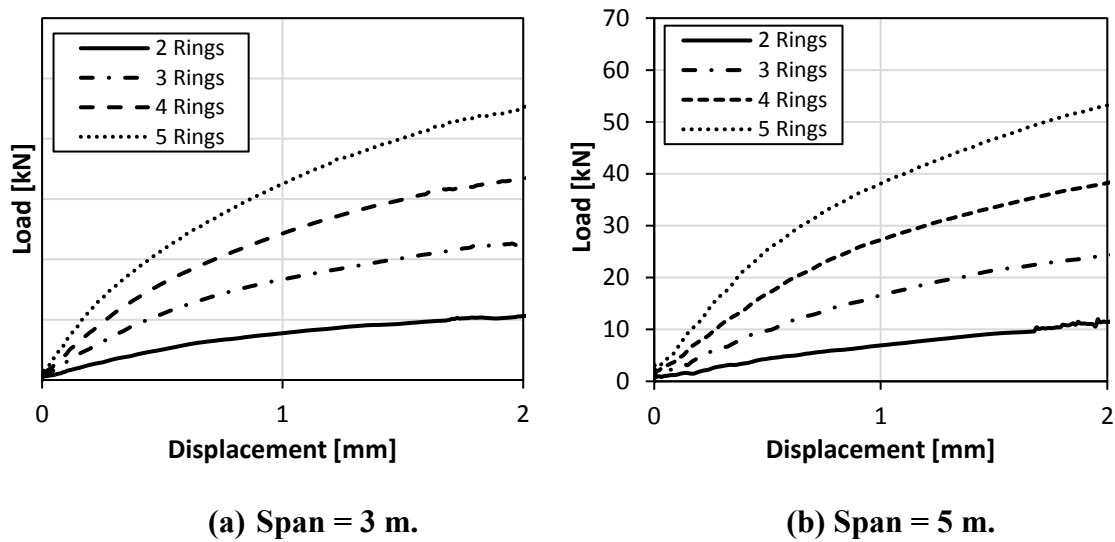 2 Rings
3 Rings
4 Rings
5 Rings
Load [kN]
0
1
2
Displacement [mm]
(a) Span = 3 m.
70
60
50
40
30
20
10
0
2 Rings
3 Rings
4 Rings
5 Rings
Load [kN]
0
1
2
Displacement [mm]
(b) Span = 5 m.